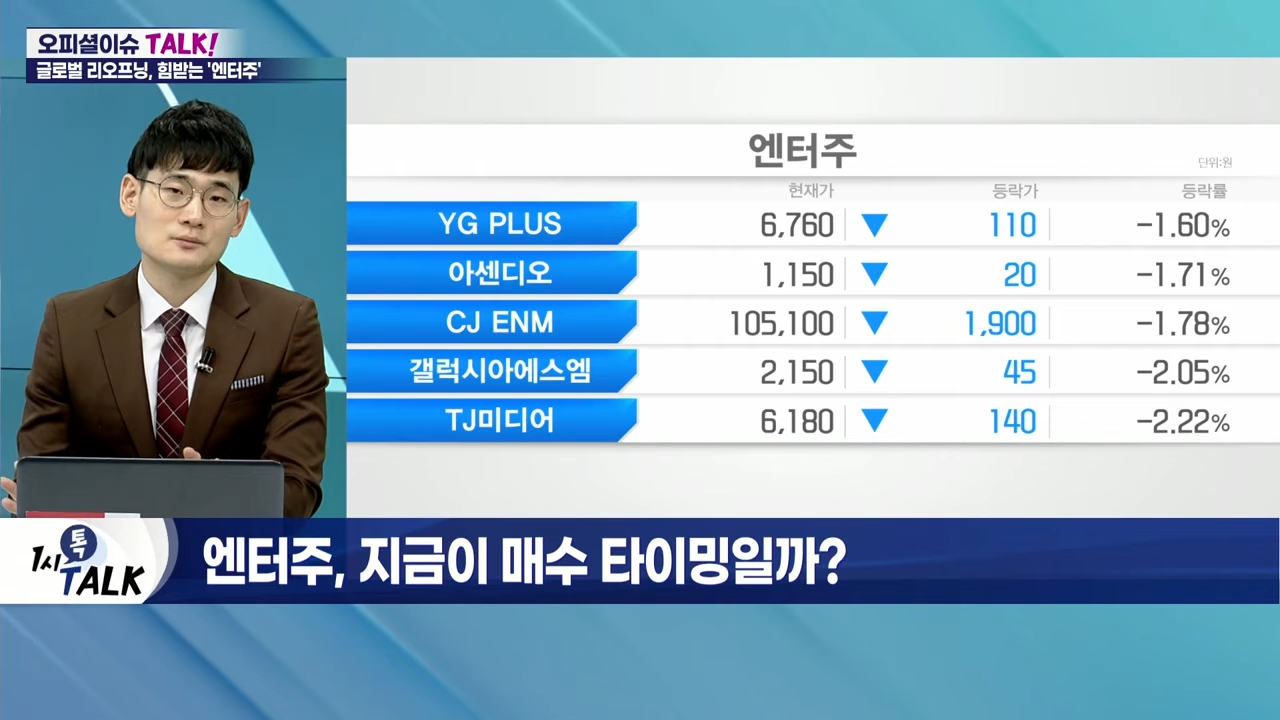 오피셜이슈 TALK!
글로벌 리오프닝, 힘받는 '엔터주'
엔터주
단위:원
현재가 등락가 등락률
YG PLUS 6,760 ▼ 110 -1.60%
아센디오 1,150 ▼ 20 -1.71%
CJ ENM 105,100 ▼ 1,900 -1.78%
갤럭시아에스엠 2,150 ▼ 45 -2.05%
TJ미디어 6,180 ▼ 140 -2.22%
1시톡 TALK
엔터주, 지금이 매수 타이밍일까?